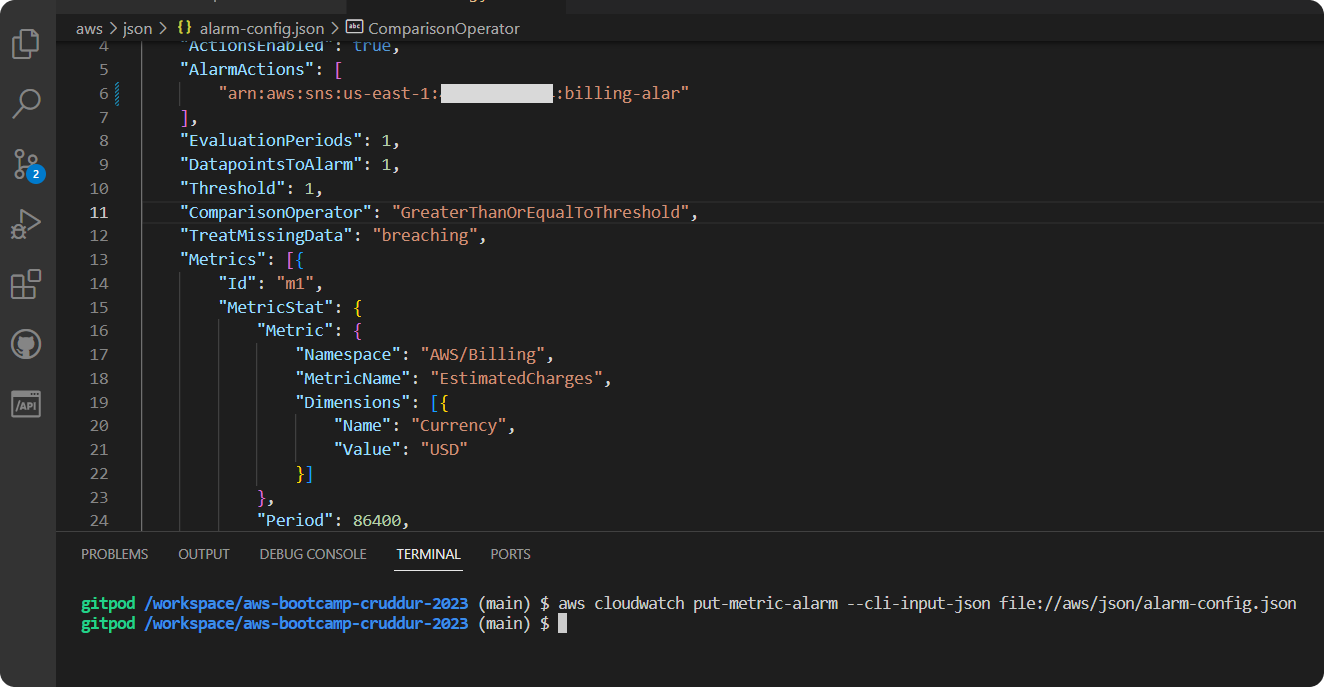 aws > json > {} alarm-config.json > abc ComparisonOperator
4 "ActionsEnabled": true,
5 "AlarmActions": [
6 "arn:aws:sns:us-east-1: :billing-alar"
7 ],
8 "EvaluationPeriods": 1,
9 "DatapointsToAlarm": 1,
10 "Threshold": 1,
11 "ComparisonOperator": "GreaterThanOrEqualToThreshold",
12 "TreatMissingData": "breaching",
13 "Metrics": [{
14 "Id": "m1",
15 "MetricStat": {
16 "Metric": {
17 "Namespace": "AWS/Billing",
18 "MetricName": "EstimatedCharges",
19 "Dimensions": [{
20 "Name": "Currency",
21 "Value": "USD"
22 }]
23 },
24 "Period": 86400,
2
/API
PROBLEMS OUTPUT DEBUG CONSOLE TERMINAL PORTS
gitpod /workspace/aws-bootcamp-cruddur-2023 (main) $ aws cloudwatch put-metric-alarm --cli-input-json file://aws/json/alarm-config.json
gitpod /workspace/aws-bootcamp-cruddur-2023 (main) $